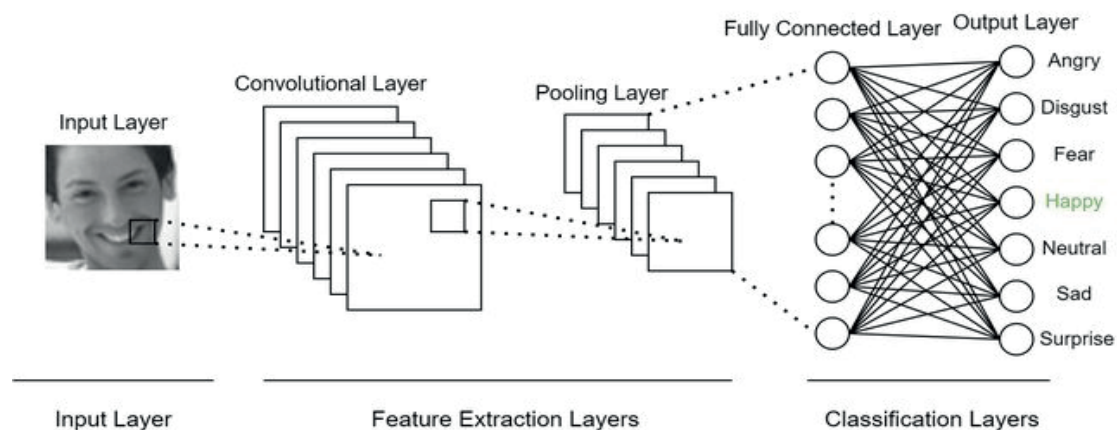 Fully Connected Layer
Output Layer
Convolutional Layer
Pooling Layer
Input Layer
Angry
Disgust
Fear
Happy
Neutral
Sad
Surprise
Input Layer
Feature Extraction Layers
Classification Layers